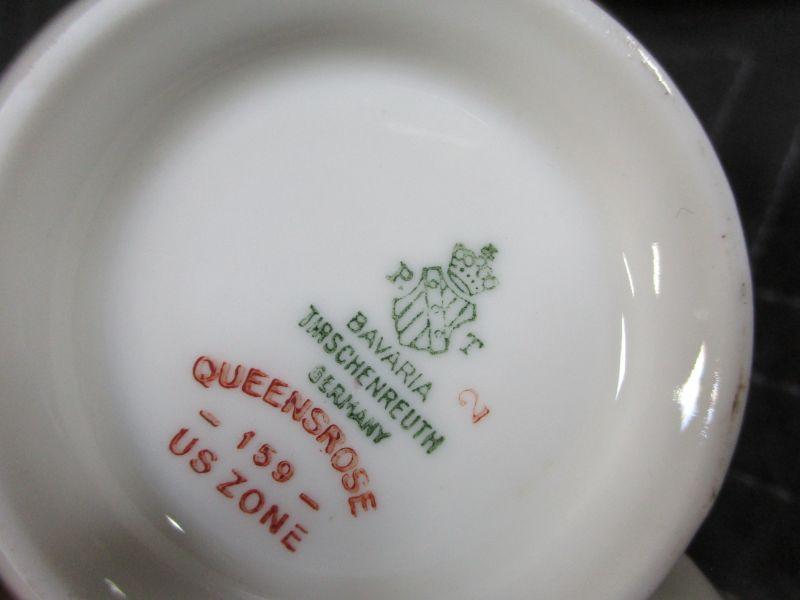 P T
BAVARIA
TIRSCHENREUTH
GERMANY
2
QUEENSROSE
- 159 -
US ZONE